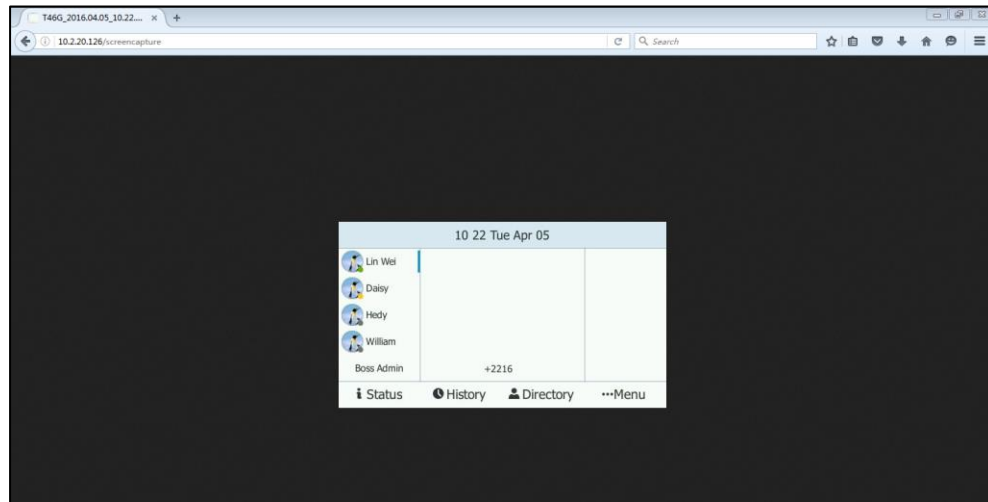 T46G_2016.04.05_10.22....
10.2.20.126/screencapture
Search
10 22 Tue Apr 05
Lin Wei
Daisy
Hedy
William
Boss Admin +2216
Status History Directory Menu